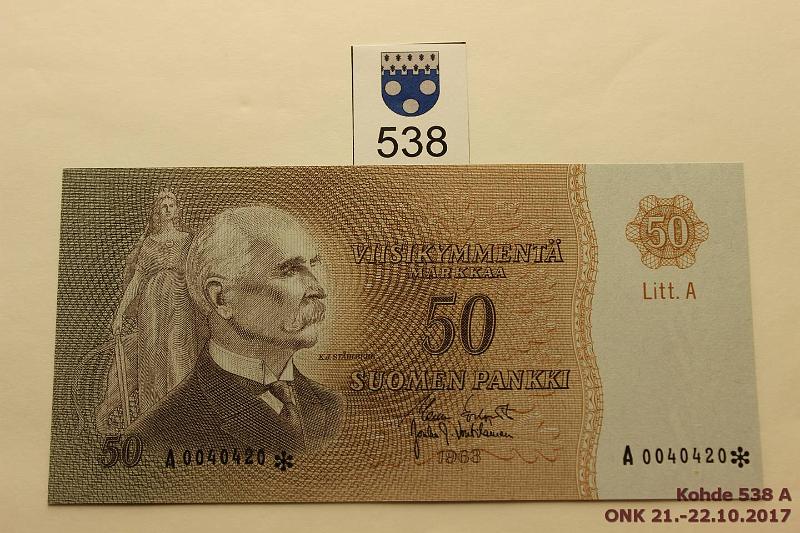 538
VIISIKYMMENTÄ
MARKKAA
50
SUOMEN PANKKI
K.J. STÅHLBERG
1963
50
A 0040420 *
50
Litt. A
A 0040420 *
Kohde 538 A
ONK 21.-22.10.2017